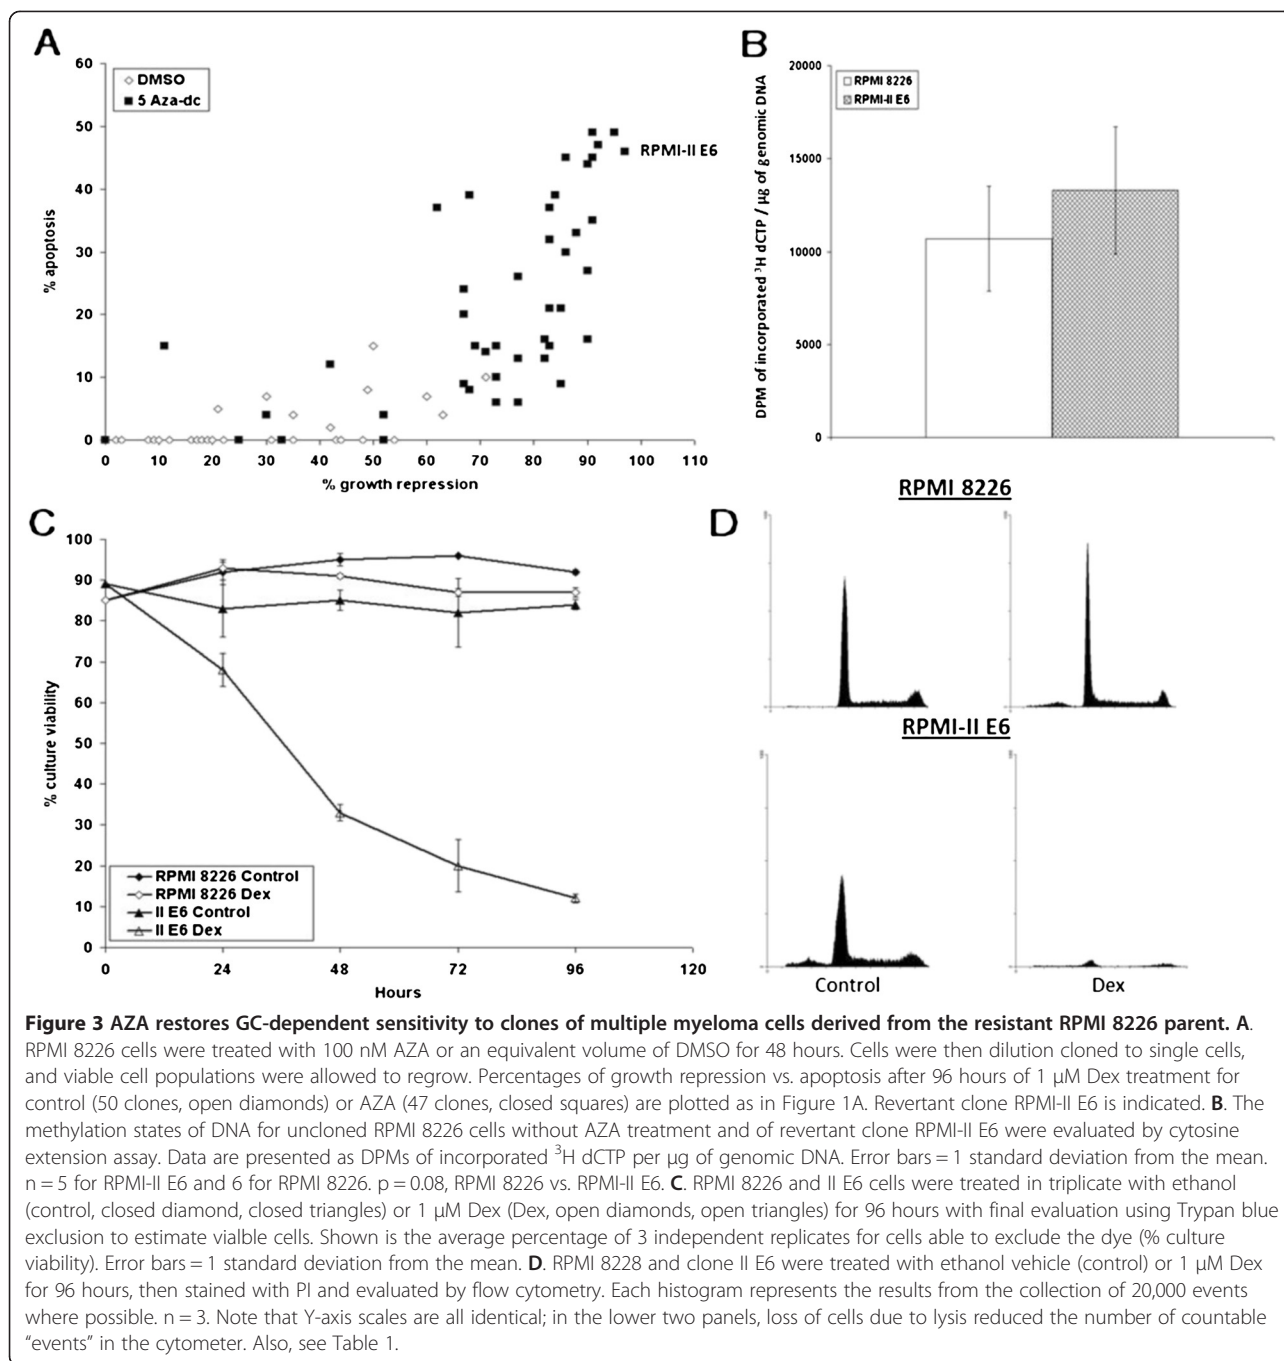 A
60
50
40
30
20
10
0
% apoptosis
DMSO
5 Aza-dc
RPMI-II E6
0 10 20 30 40 50 60 70 80 90 100 110
% growth repression
B
20000
15000
10000
5000
0
DPM of incorporated ³H dCTP / µg of genomic DNA
RPMI 8226
RPMI-II E6
C
100
90
80
70
60
50
40
30
20
10
0
% culture viability
RPMI 8226 Control
RPMI 8226 Dex
II E6 Control
II E6 Dex
0 24 48 72 96 120
Hours
D
RPMI 8226
RPMI-II E6
Control Dex
Figure 3 AZA restores GC-dependent sensitivity to clones of multiple myeloma cells derived from the resistant RPMI 8226 parent. A.
RPMI 8226 cells were treated with 100 nM AZA or an equivalent volume of DMSO for 48 hours. Cells were then dilution cloned to single cells,
and viable cell populations were allowed to regrow. Percentages of growth repression vs. apoptosis after 96 hours of 1 µM Dex treatment for
control (50 clones, open diamonds) or AZA (47 clones, closed squares) are plotted as in Figure 1A. Revertant clone RPMI-II E6 is indicated. B. The
methylation states of DNA for uncloned RPMI 8226 cells without AZA treatment and of revertant clone RPMI-II E6 were evaluated by cytosine
extension assay. Data are presented as DPMs of incorporated ³H dCTP per µg of genomic DNA. Error bars = 1 standard deviation from the mean.
n = 5 for RPMI-II E6 and 6 for RPMI 8226. p = 0.08, RPMI 8226 vs. RPMI-II E6. C. RPMI 8226 and II E6 cells were treated in triplicate with ethanol
(control, closed diamond, closed triangles) or 1 µM Dex (Dex, open diamonds, open triangles) for 96 hours with final evaluation using Trypan blue
exclusion to estimate vialble cells. Shown is the average percentage of 3 independent replicates for cells able to exclude the dye (% culture
viability). Error bars = 1 standard deviation from the mean. D. RPMI 8228 and clone II E6 were treated with ethanol vehicle (control) or 1 µM Dex
for 96 hours, then stained with PI and evaluated by flow cytometry. Each histogram represents the results from the collection of 20,000 events
where possible. n = 3. Note that Y-axis scales are all identical; in the lower two panels, loss of cells due to lysis reduced the number of countable
“events” in the cytometer. Also, see Table 1.